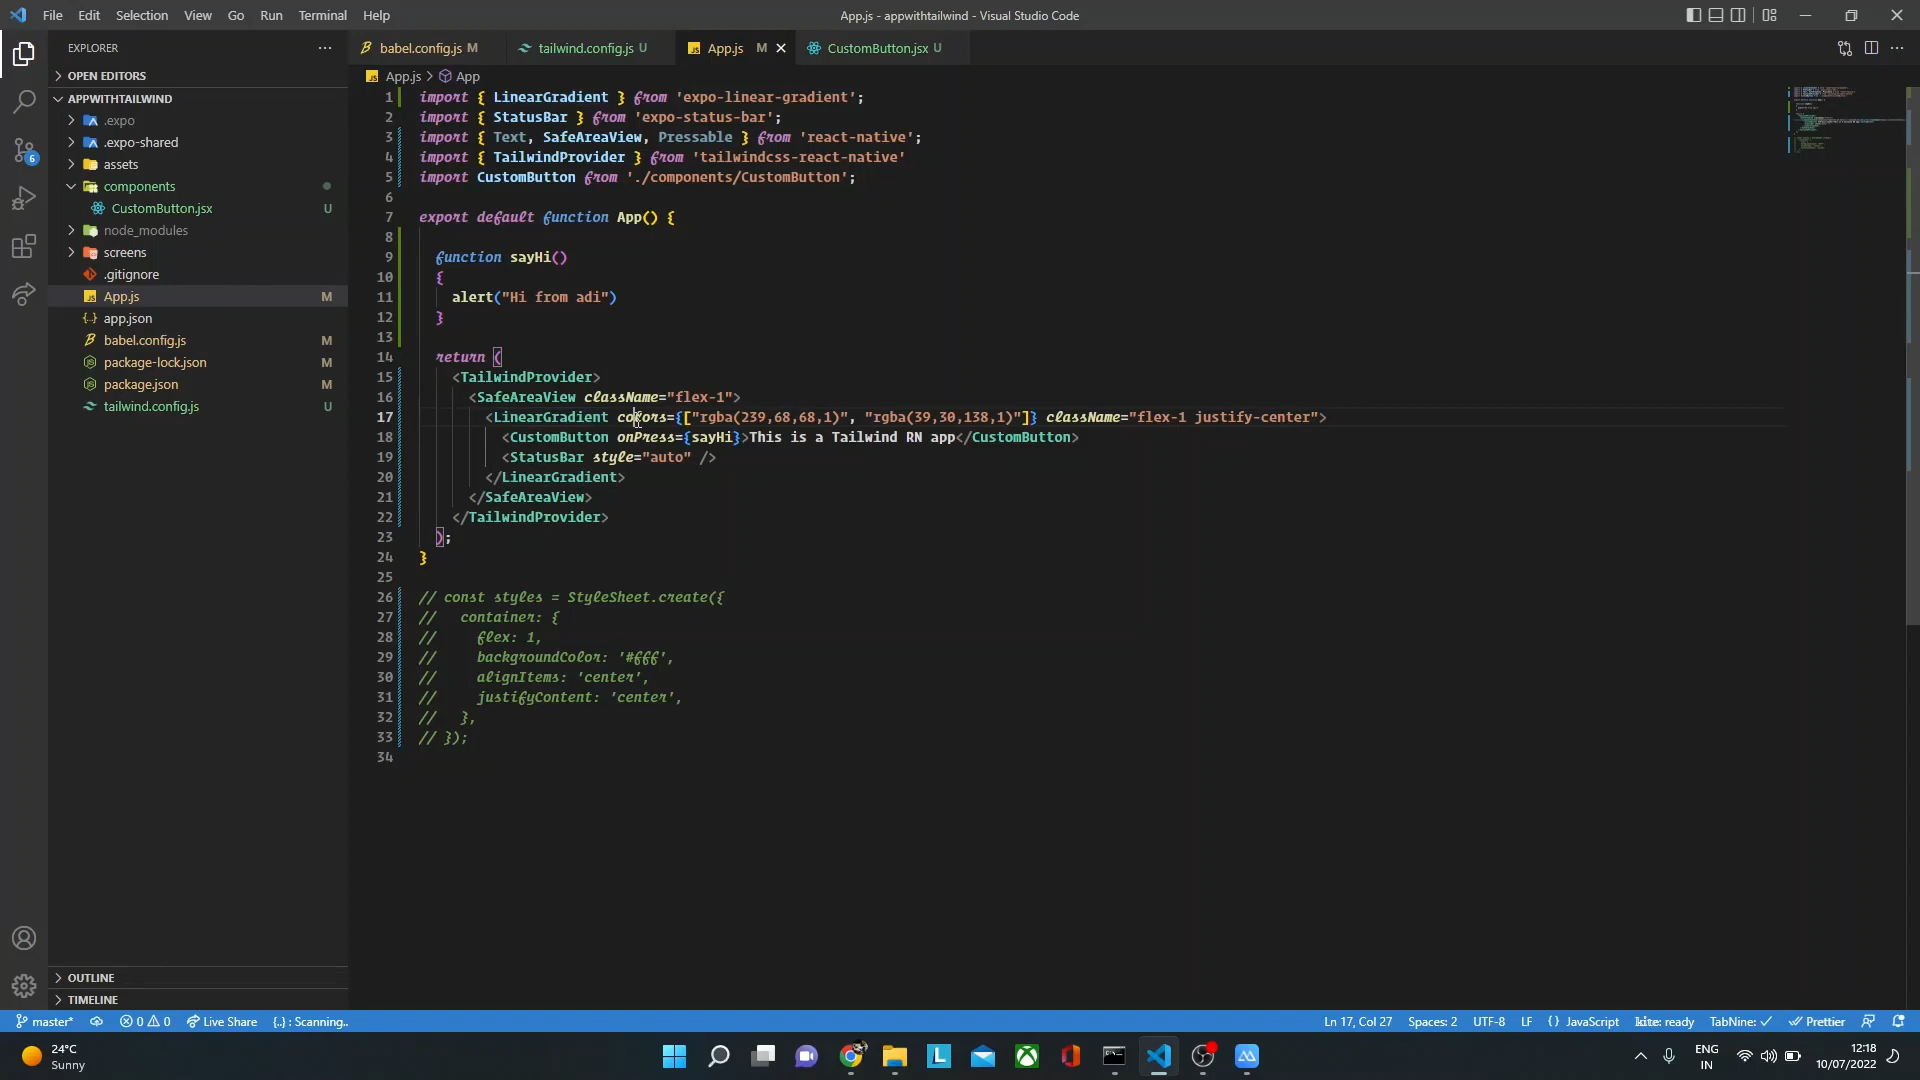 File Edit Selection View Go Run Terminal Help
App.js - appwithtailwind - Visual Studio Code
EXPLORER
babel.config.js M
tailwind.config.js U
App.js M
CustomButton.jsx U
OPEN EDITORS
APPWITHTAILWIND
.expo
.expo-shared
assets
components
CustomButton.jsx U
node_modules
screens
.gitignore
App.js M
app.json
babel.config.js M
package-lock.json M
package.json M
tailwind.config.js U
OUTLINE
TIMELINE
App.js > App
1 import { LinearGradient } from 'expo-linear-gradient';
2 import { StatusBar } from 'expo-status-bar';
3 import { Text, SafeAreaView, Pressable } from 'react-native';
4 import { TailwindProvider } from 'tailwindcss-react-native'
5 import CustomButton from './components/CustomButton';
6
7 export default function App() {
8
9 function sayHi()
10 {
11 alert("Hi from adi")
12 }
13
14 return (
15 <TailwindProvider>
16 <SafeAreaView className="flex-1">
17 <LinearGradient colors={["rgba(239,68,68,1)", "rgba(39,30,138,1)"]} className="flex-1 justify-center">
18 <CustomButton onPress={sayHi}>This is a Tailwind RN app</CustomButton>
19 <StatusBar style="auto" />
20 </LinearGradient>
21 </SafeAreaView>
22 </TailwindProvider>
23 );
24 }
25
26 // const styles = StyleSheet.create({
27 // container: {
28 // flex: 1,
29 // backgroundColor: '#fff',
30 // alignItems: 'center',
31 // justifyContent: 'center',
32 // },
33 // });
34
6
master* 0 0 Live Share {..} : Scanning.. Ln 17, Col 27 Spaces: 2 UTF-8 LF JavaScript kite: ready TabNine: Prettier
24°C
Sunny
ENG
IN
12:18
10/07/2022